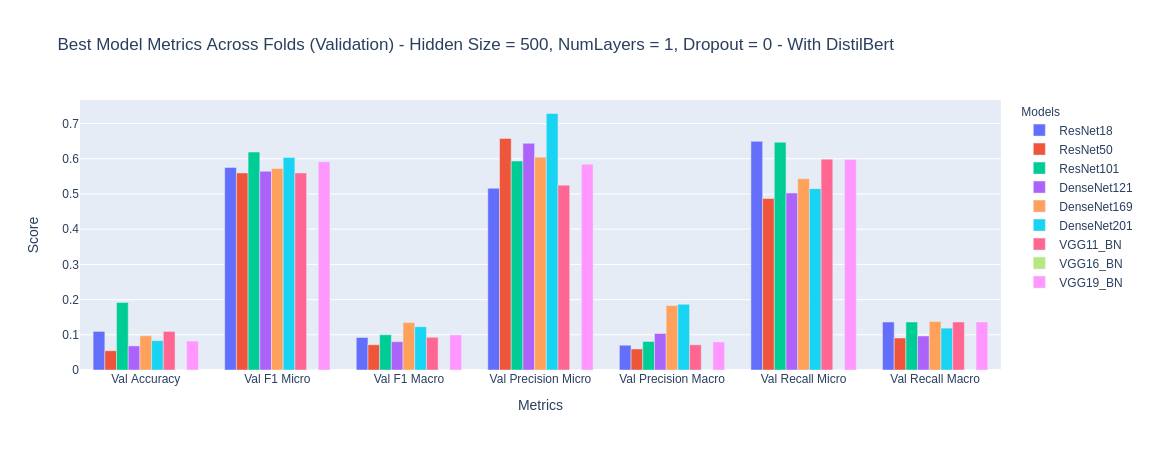 Best Model Metrics Across Folds (Validation) - Hidden Size = 500, NumLayers = 1, Dropout = 0 - With DistilBert
Models
ResNet18
ResNet50
ResNet101
DenseNet121
DenseNet169
DenseNet201
VGG11_BN
VGG16_BN
VGG19_BN
Score
0.7
0.6
0.5
0.4
0.3
0.2
0.1
0
Val Accuracy
Val F1 Micro
Val F1 Macro
Val Precision Micro
Val Precision Macro
Val Recall Micro
Val Recall Macro
Metrics